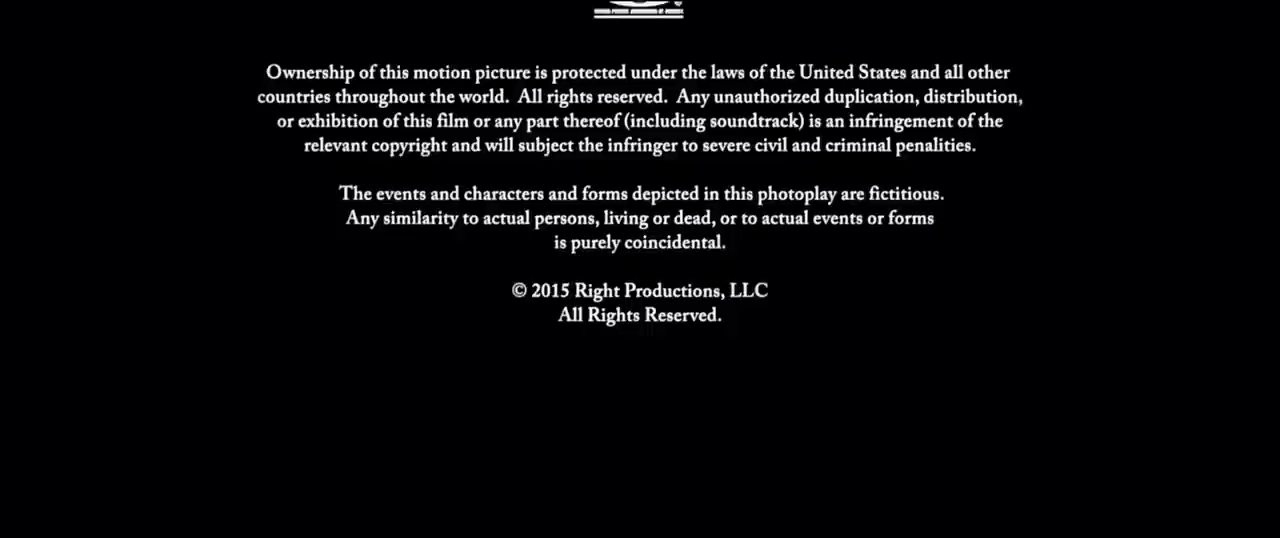 Ownership of this motion picture is protected under the laws of the United States and all other
countries throughout the world.  All rights reserved.  Any unauthorized duplication, distribution,
or exhibition of this film or any part thereof (including soundtrack) is an infringement of the
relevant copyright and will subject the infringer to severe civil and criminal penalities.
The events and characters and forms depicted in this photoplay are fictitious.
Any similarity to actual persons, living or dead, or to actual events or forms
is purely coincidental.
© 2015 Right Productions, LLC
All Rights Reserved.